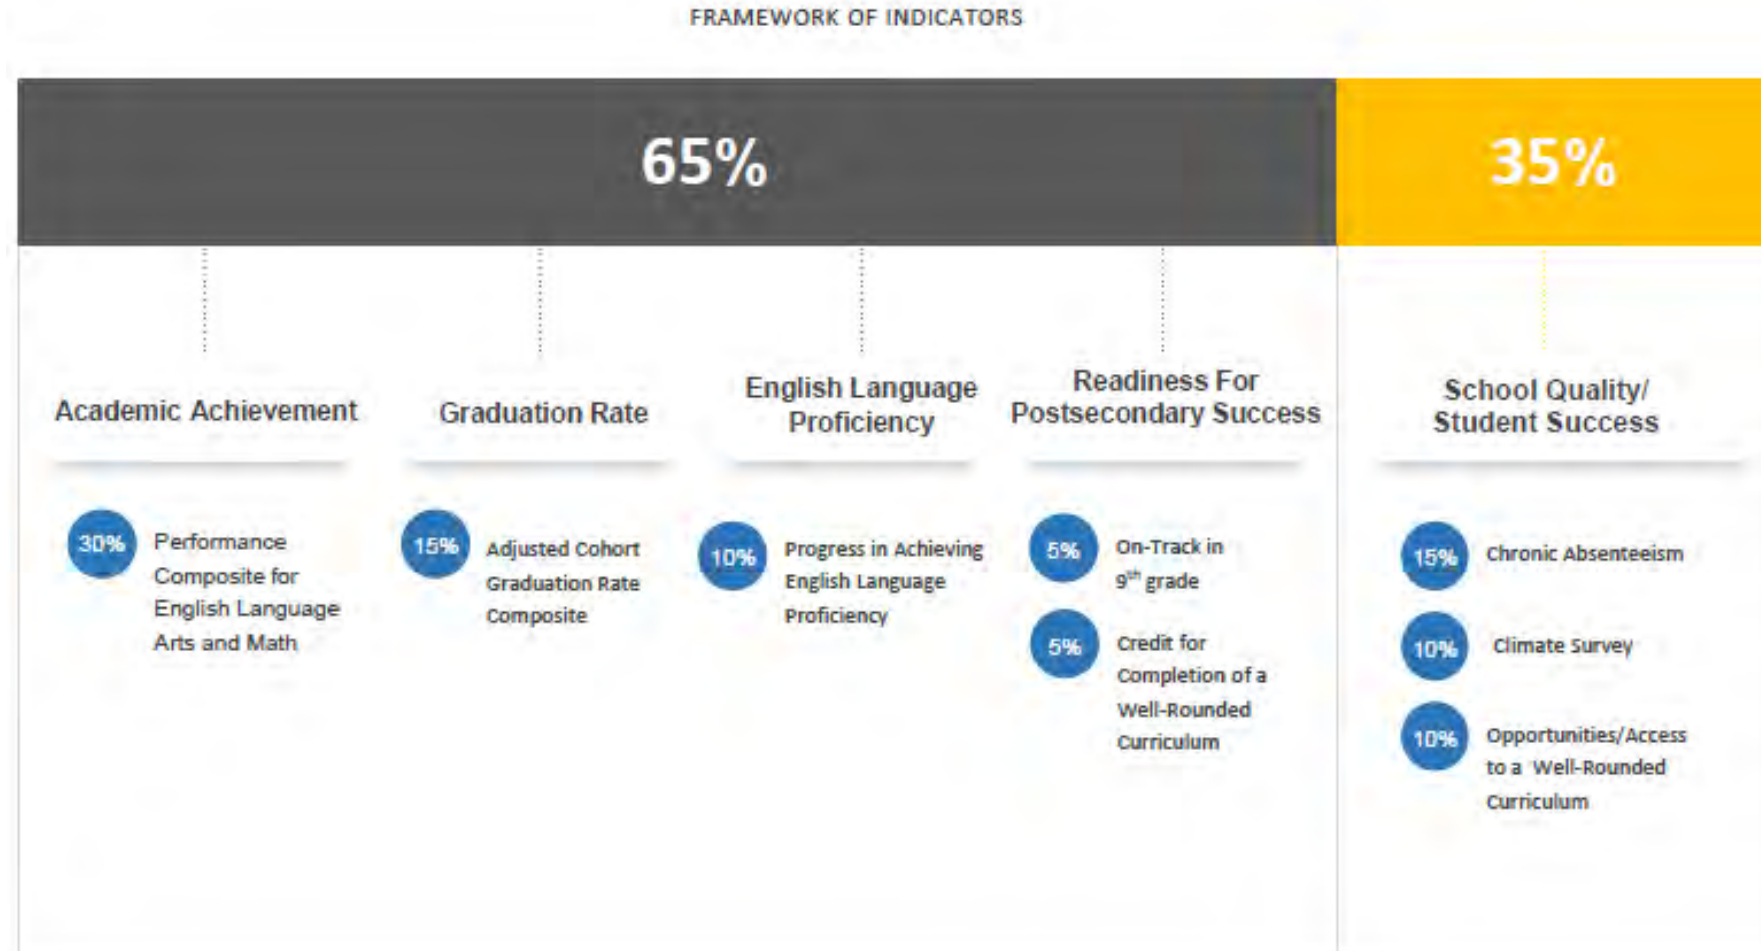 FRAMEWORK OF INDICATORS
65%
35%
Academic Achievement
30%
Performance
Composite for
English Language
Arts and Math
Graduation Rate
15%
Adjusted Cohort
Graduation Rate
Composite
English Language
Proficiency
10%
Progress in Achieving
English Language
Proficiency
Readiness For
Postsecondary Success
5%
On-Track in
9th grade
5%
Credit for
Completion of a
Well-Rounded
Curriculum
School Quality/
Student Success
15%
Chronic Absenteeism
10%
Climate Survey
10%
Opportunities/Access
to a Well-Rounded
Curriculum